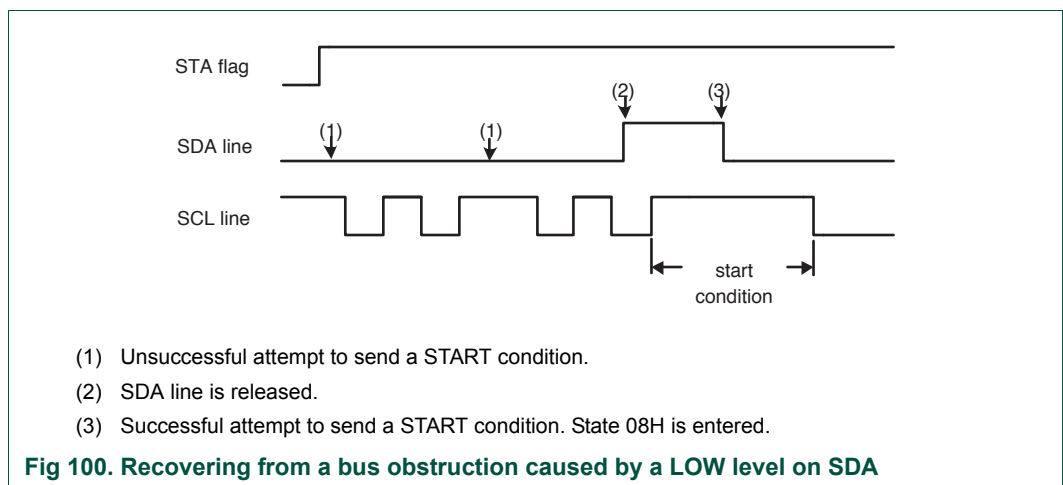 STA flag
(2) (3)
(1) (1)
SDA line
SCL line
start
condition
(1) Unsuccessful attempt to send a START condition.
(2) SDA line is released.
(3) Successful attempt to send a START condition. State 08H is entered.
Fig 100. Recovering from a bus obstruction caused by a LOW level on SDA